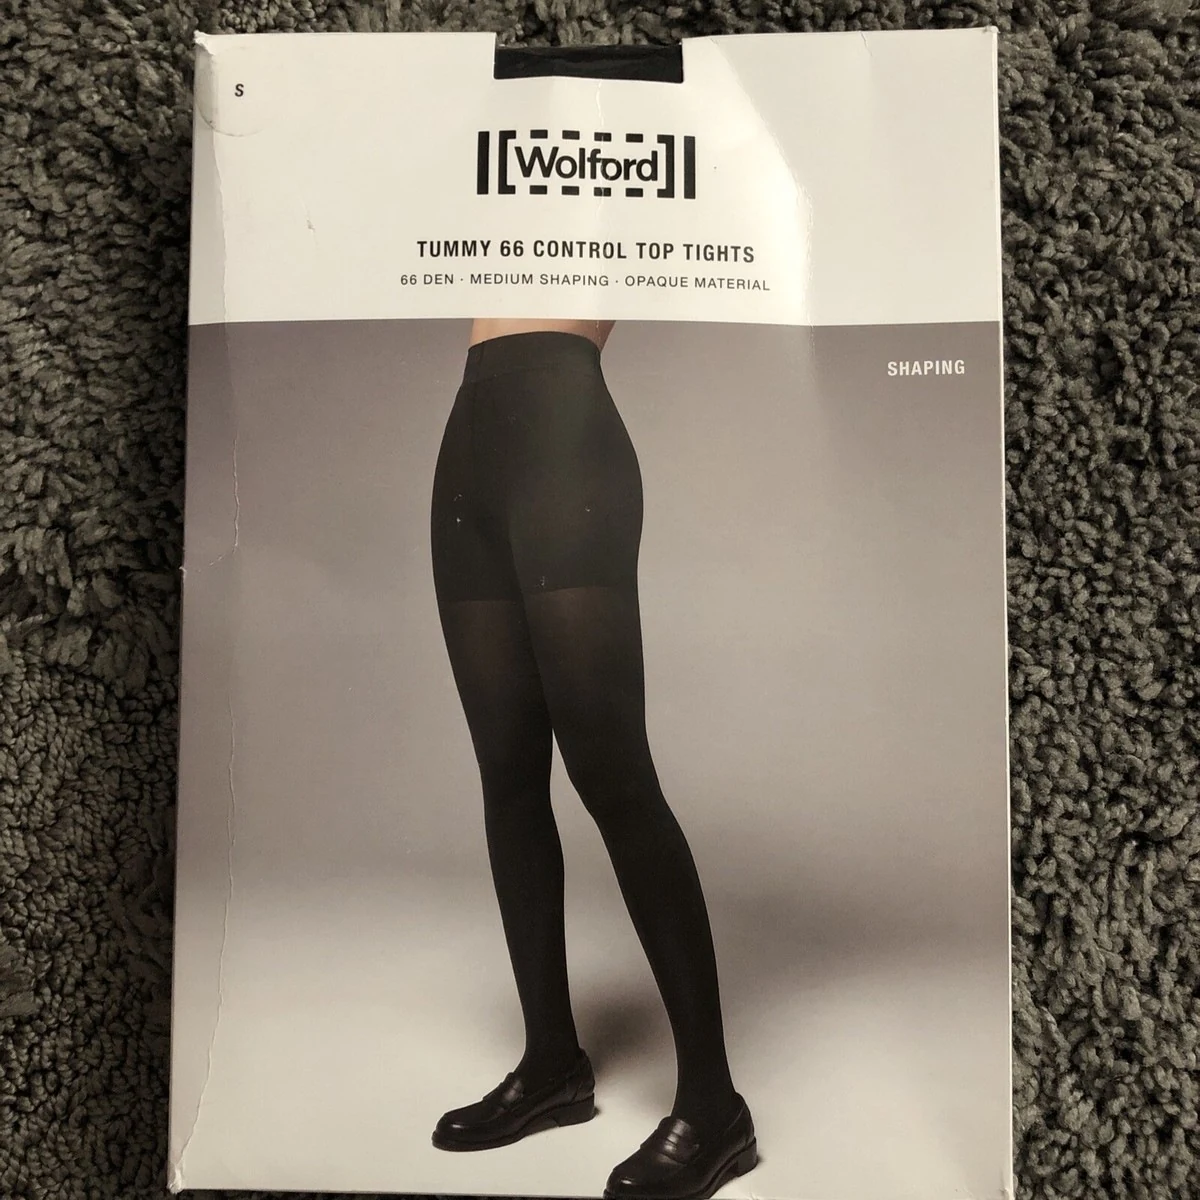 S
Wolford
TUMMY 66 CONTROL TOP TIGHTS
66 DEN · MEDIUM SHAPING · OPAQUE MATERIAL
SHAPING